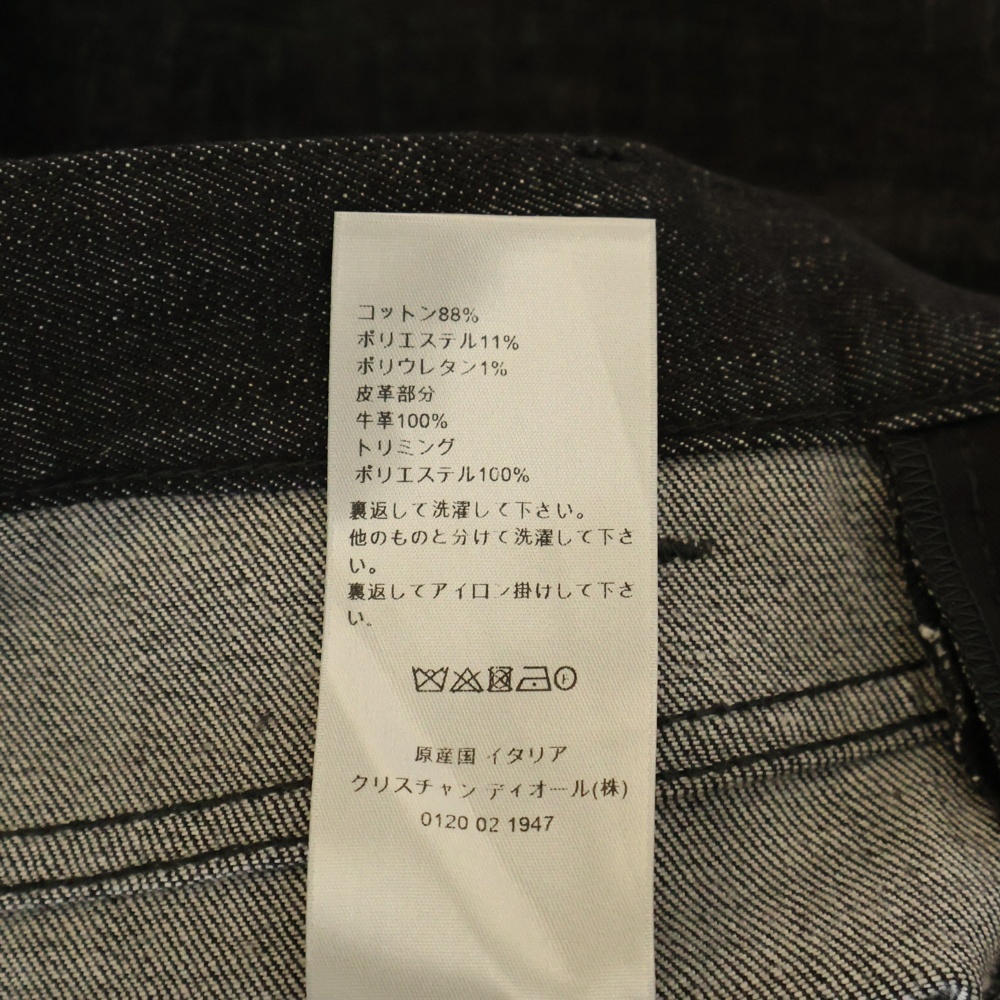 コットン88%
ポリエステル11%
ポリウレタン1%
皮革部分
牛革100%
トリミング
ポリエステル100%
裏返して洗濯して下さい。
他のものと分けて洗濯して下さ
い。
裏返してアイロン掛けして下さ
い。
原産国 イタリア
クリスチャン ディオール(株)
0120 02 1947